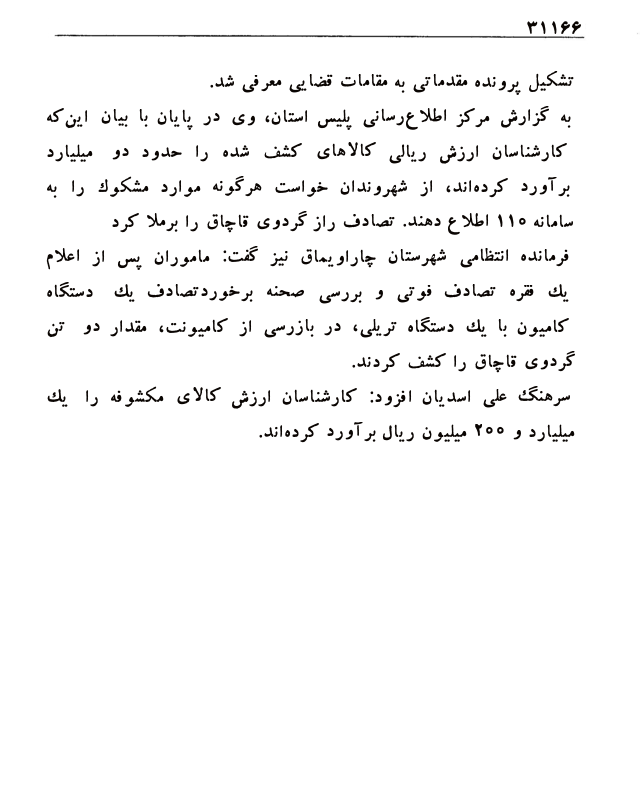 ۳۱۱۶۶
تشکیل پرونده مقدماتی به مقامات قضایی معرفی شد.
به گزارش مرکز اطلاع‌رسانی پلیس استان، وی در پایان با بیان این‌که
کارشناسان ارزش ریالی کالاهای کشف شده را حدود دو میلیارد
برآورد کرده‌اند، از شهروندان خواست هرگونه موارد مشکوك را به
سامانه ۱۱۰ اطلاع دهند. تصادف راز گردوی قاچاق را برملا کرد
فرمانده انتظامی شهرستان چاراویماق نیز گفت: ماموران پس از اعلام
یك فقره تصادف فوتی و بررسی صحنه برخوردتصادف یك دستگاه
کامیون با یك دستگاه تریلی، در بازرسی از کامیونت، مقدار دو تن
گردوی قاچاق را کشف کردند.
سرهنگ علی اسدیان افزود: کارشناسان ارزش کالای مکشوفه را یك
میلیارد و ۲۰۰ میلیون ریال برآورد کرده‌اند.